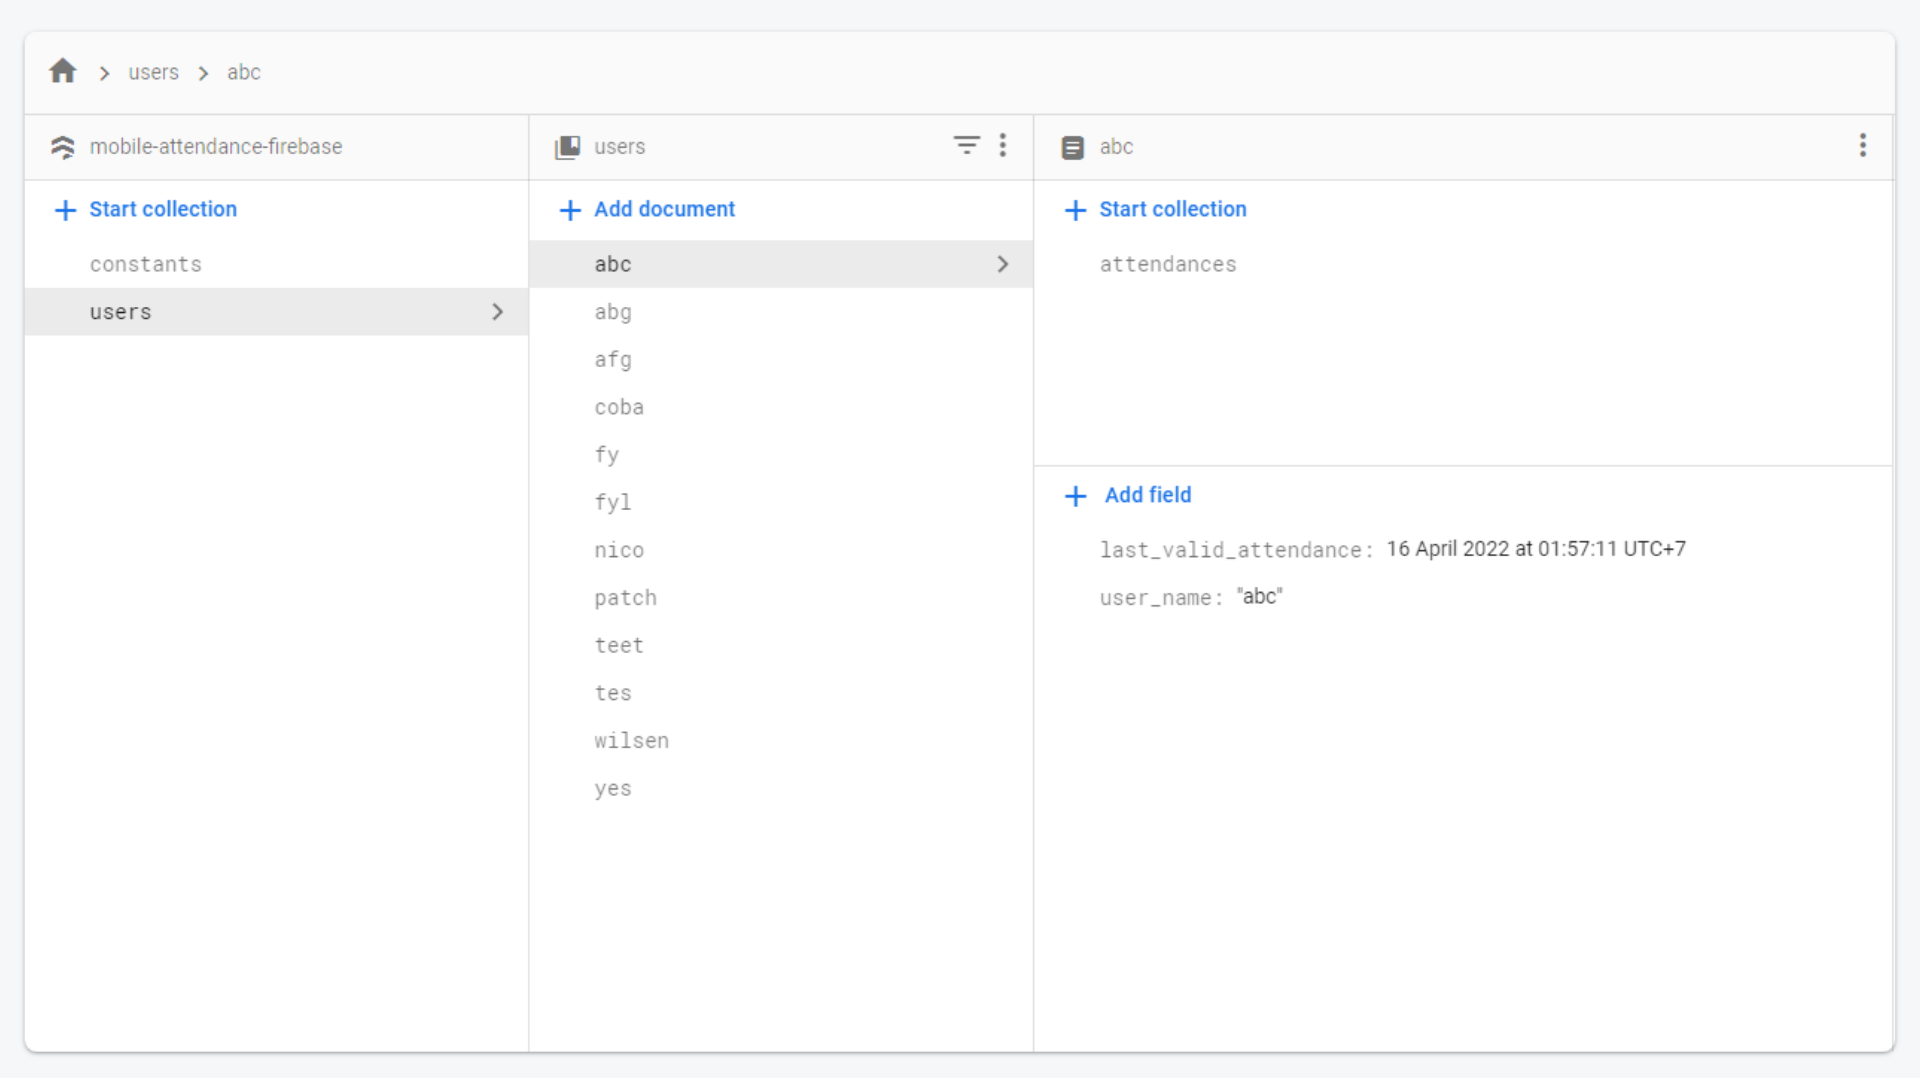 users abc
mobile-attendance-firebase
Start collection
constants
users
users
Add document
abc
abg
afg
coba
fy
fyl
nico
patch
teet
tes
wilsen
yes
abc
Start collection
attendances
Add field
last_valid_attendance: 16 April 2022 at 01:57:11 UTC+7
user_name: "abc"